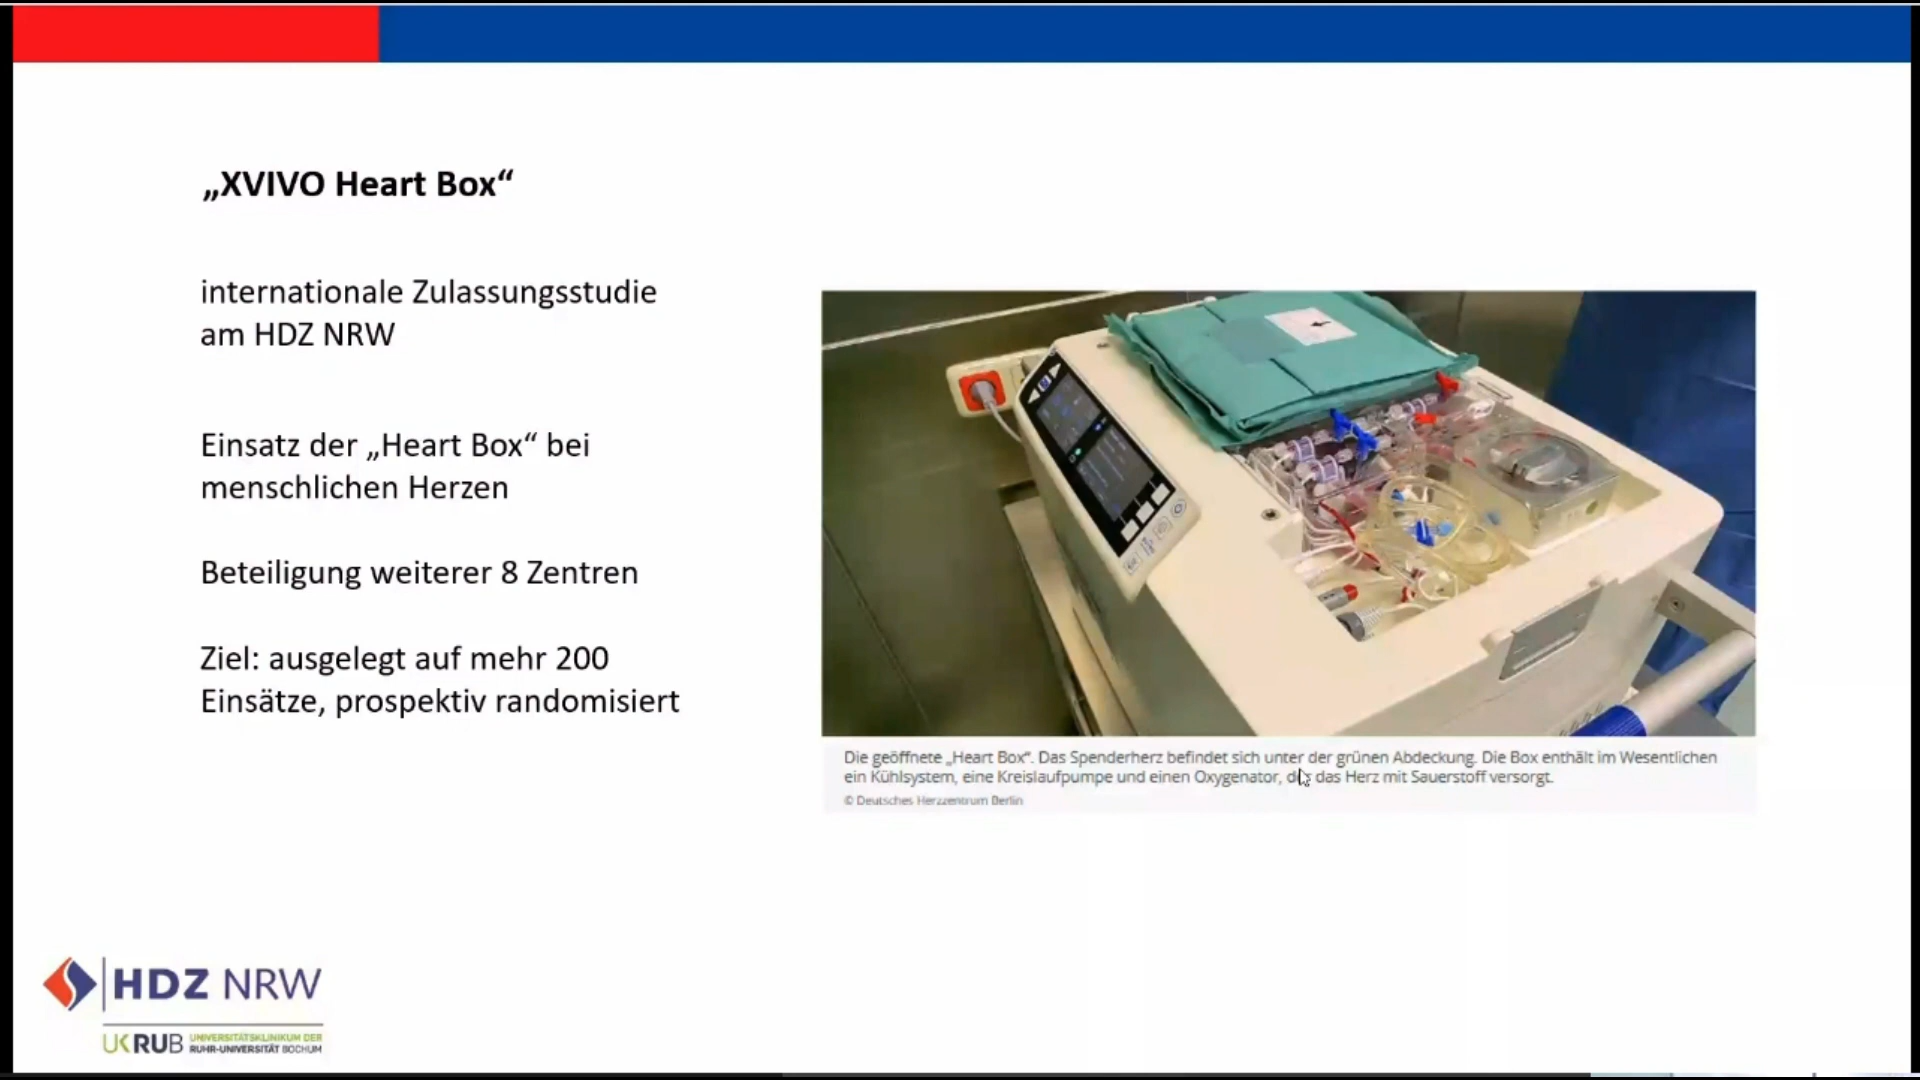 „XVIVO Heart Box“
internationale Zulassungsstudie
am HDZ NRW
Einsatz der „Heart Box“ bei
menschlichen Herzen
Beteiligung weiterer 8 Zentren
Ziel: ausgelegt auf mehr 200
Einsätze, prospektiv randomisiert
Die geöffnete „Heart Box“. Das Spenderherz befindet sich unter der grünen Abdeckung. Die Box enthält im Wesentlichen
ein Kühlsystem, eine Kreislaufpumpe und einen Oxygenator, der das Herz mit Sauerstoff versorgt.
© Deutsches Herzzentrum Berlin
HDZ NRW
UK RUB UNIVERSITÄTSKLINIKUM DER
RUHR-UNIVERSITÄT BOCHUM